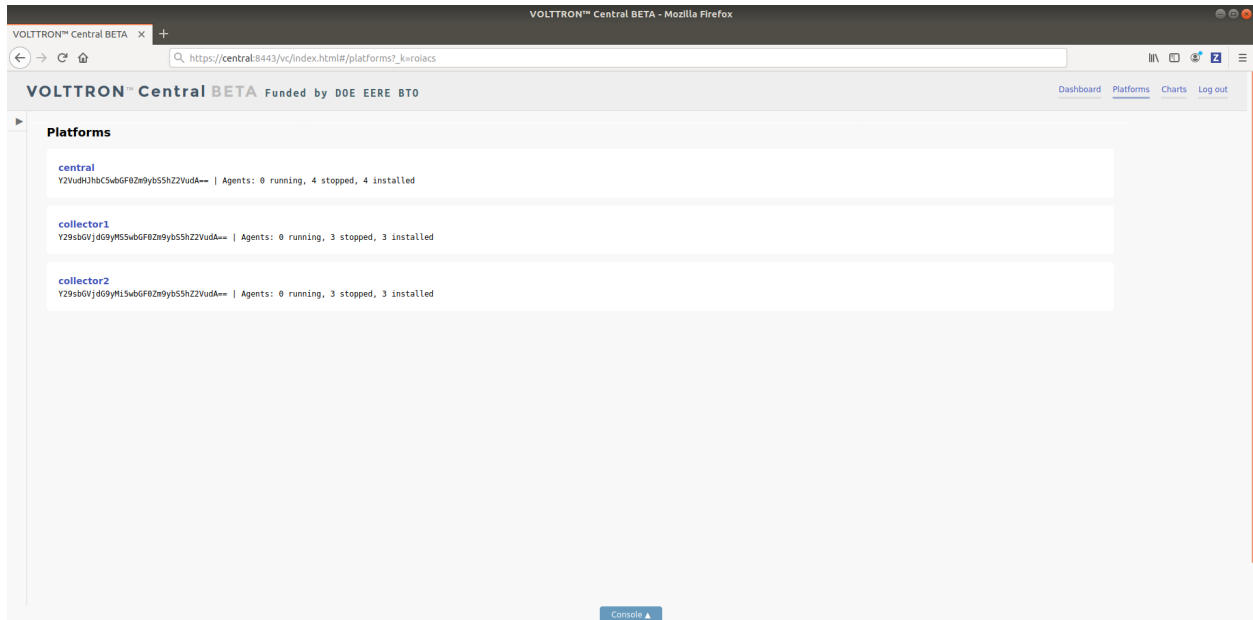 VOLTTRON™ Central BETA - Mozilla Firefox
VOLTTRON™ Central BETA
https://central:8443/vc/index.html#/platforms?_k=roiacs
VOLTTRON™ Central BETA Funded by DOE EERE BTO
Dashboard Platforms Charts Log out
Platforms
central
Y2VudHJhbC5wbGF0Zm9ybS5hZ2VudA== | Agents: 0 running, 4 stopped, 4 installed
collector1
Y29sbGVjdG9yMS5wbGF0Zm9ybS5hZ2VudA== | Agents: 0 running, 3 stopped, 3 installed
collector2
Y29sbGVjdG9yMi5wbGF0Zm9ybS5hZ2VudA== | Agents: 0 running, 3 stopped, 3 installed
Console ▲